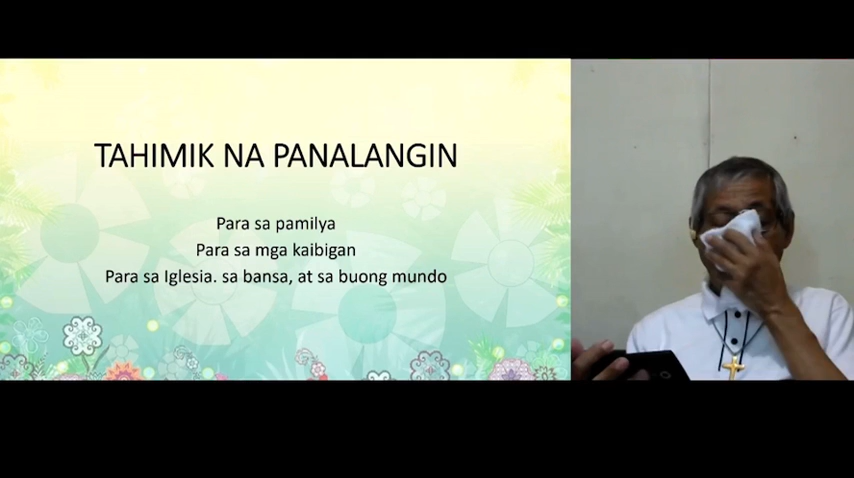 TAHIMIK NA PANALANGIN
Para sa pamilya
Para sa mga kaibigan
Para sa Iglesia. sa bansa, at sa buong mundo